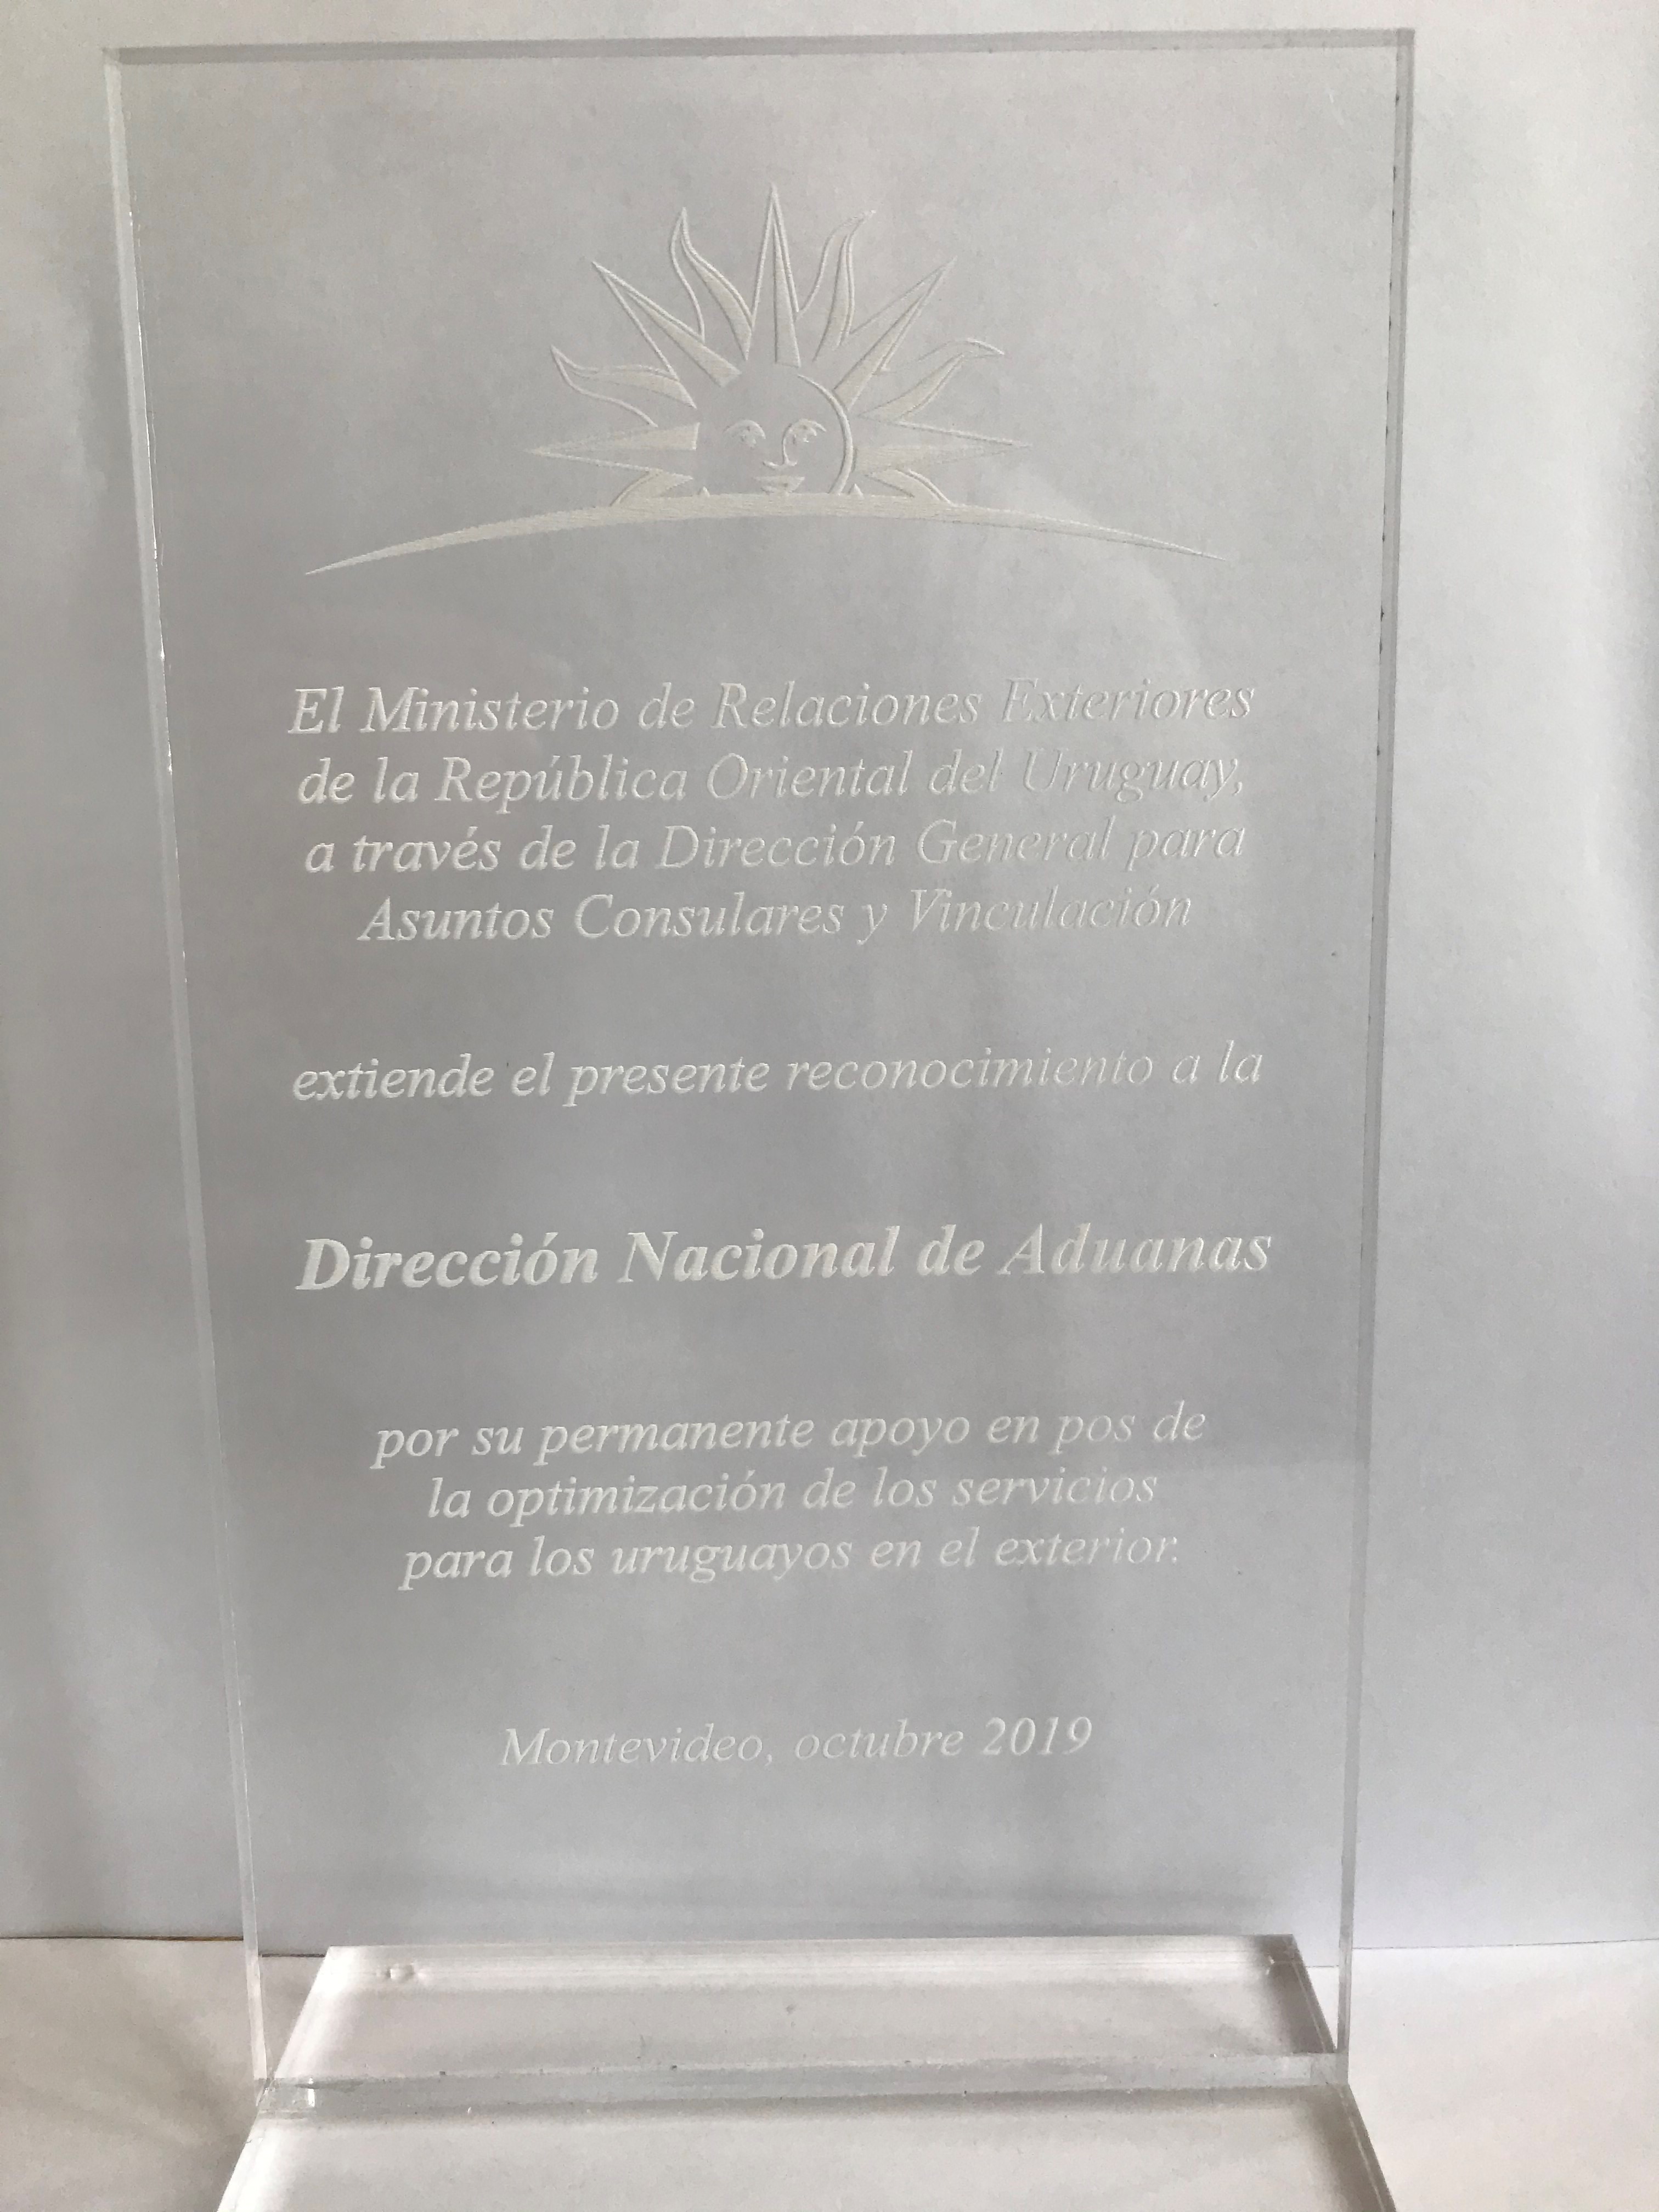 El Ministerio de Relaciones Exteriores
de la República Oriental del Uruguay,
a través de la Dirección General para
Asuntos Consulares y Vinculación
extiende el presente reconocimiento a la
Dirección Nacional de Aduanas
por su permanente apoyo en pos de
la optimización de los servicios
para los uruguayos en el exterior.
Montevideo, octubre 2019